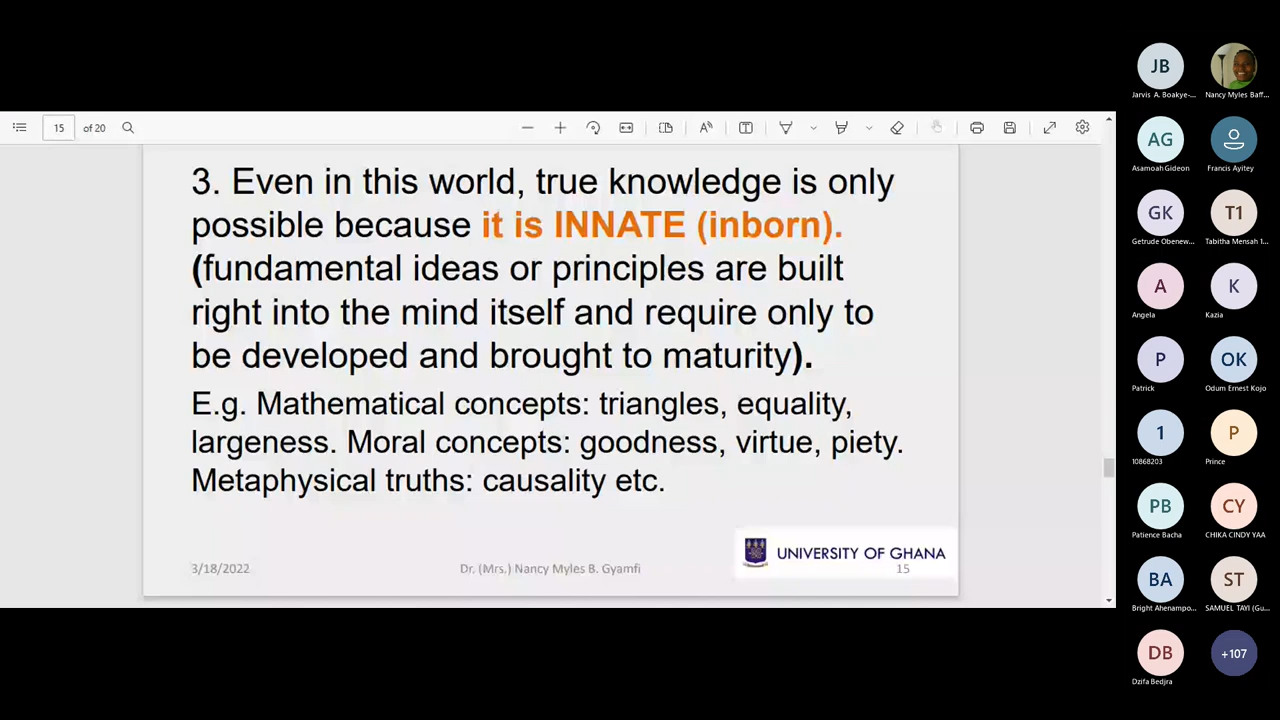 15 of 20
3. Even in this world, true knowledge is only
possible because it is INNATE (inborn).
(fundamental ideas or principles are built
right into the mind itself and require only to
be developed and brought to maturity).
E.g. Mathematical concepts: triangles, equality,
largeness. Moral concepts: goodness, virtue, piety.
Metaphysical truths: causality etc.
UNIVERSITY OF GHANA
3/18/2022 Dr. (Mrs.) Nancy Myles B. Gyamfi 15
JB
Jarvis A. Boakye-... Nancy Myles Baff...
AG
Asamoah Gideon Francis Ayitey
GK T1
Getrude Obenew... Tabitha Mensah 1...
A K
Angela Kazia
P OK
Patrick Odum Ernest Kojo
1 P
10868203 Prince
PB CY
Patience Bacha CHIKA CINDY YAA
BA ST
Bright Ahenampo... SAMUEL TAYI (Gu...
DB +107
Dzifa Bedjra